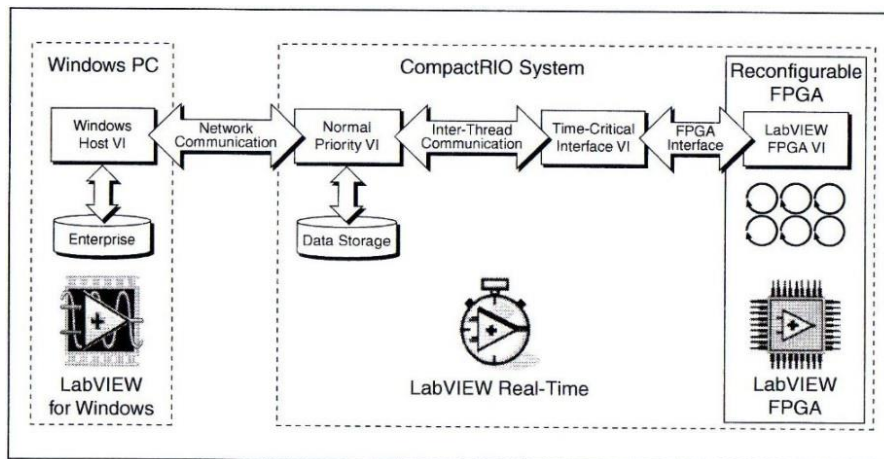 Windows PC
CompactRIO System
Reconfigurable
FPGA
Windows
Host VI
Network
Communication
Normal
Priority VI
Inter-Thread
Communication
Time-Critical
Interface VI
FPGA
Interface
LabVIEW
FPGA VI
Enterprise
Data Storage
LabVIEW
for Windows
LabVIEW Real-Time
LabVIEW
FPGA